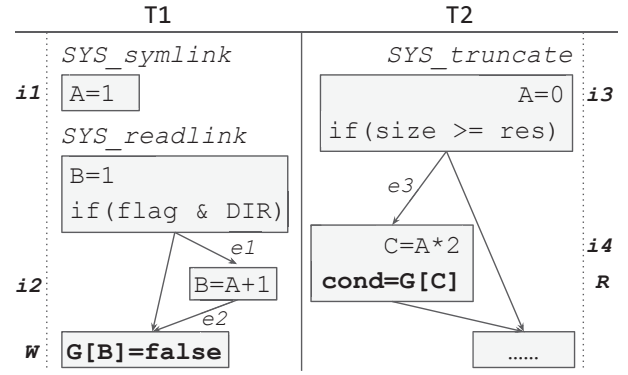 T1
T2
SYS_symlink
i1
A=1
SYS_readlink
B=1
if(flag & DIR)
e1
i2
B=A+1
e2
W
G[B]=false
SYS_truncate
A=0
i3
if(size >= res)
e3
C=A*2
i4
cond=G[C]
R
......